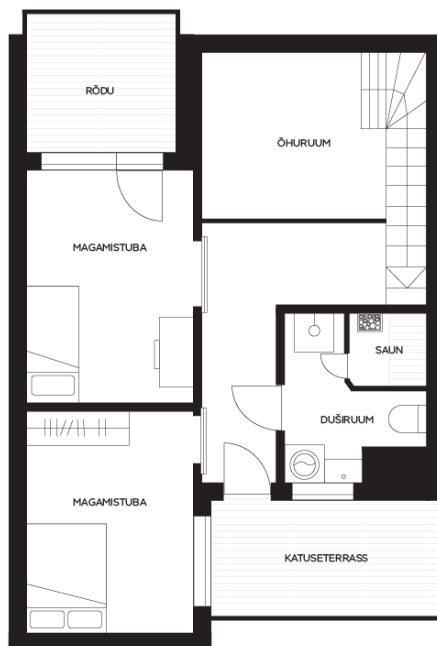 RÕDU
ÕHURUUM
MAGAMISTUBA
SAUN
DUŠIRUUM
MAGAMISTUBA
KATUSETERRASS